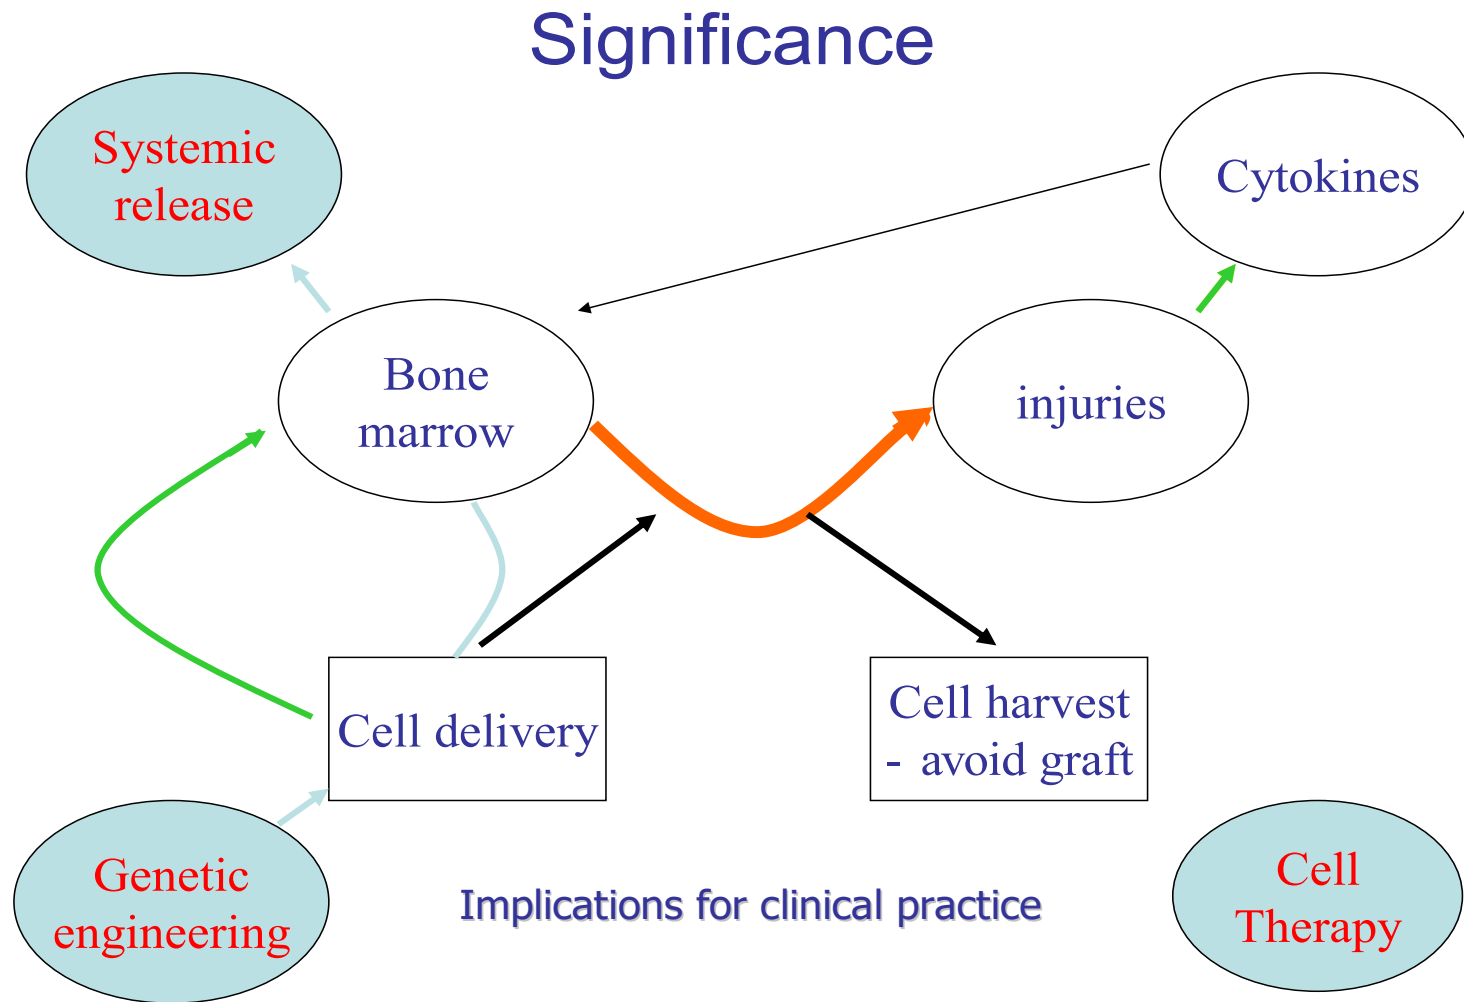 Significance
Systemic
release
Cytokines
Bone
marrow
injuries
Cell delivery
Cell harvest
- avoid graft
Genetic
engineering
Implications for clinical practice
Cell
Therapy